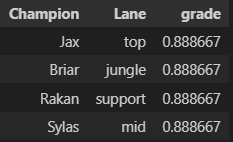 Champion Lane grade
Jax top 0.888667
Briar jungle 0.888667
Rakan support 0.888667
Sylas mid 0.888667